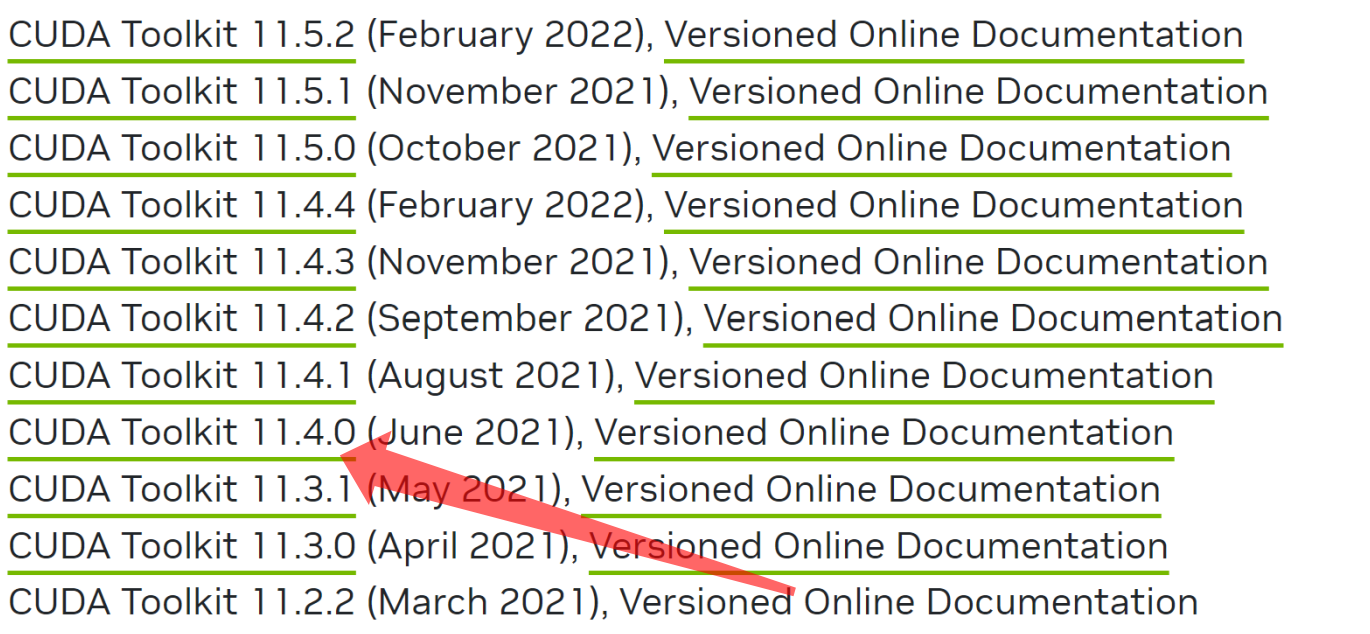 CUDA Toolkit 11.5.2 (February 2022), Versioned Online Documentation
CUDA Toolkit 11.5.1 (November 2021), Versioned Online Documentation
CUDA Toolkit 11.5.0 (October 2021), Versioned Online Documentation
CUDA Toolkit 11.4.4 (February 2022), Versioned Online Documentation
CUDA Toolkit 11.4.3 (November 2021), Versioned Online Documentation
CUDA Toolkit 11.4.2 (September 2021), Versioned Online Documentation
CUDA Toolkit 11.4.1 (August 2021), Versioned Online Documentation
CUDA Toolkit 11.4.0 (June 2021), Versioned Online Documentation
CUDA Toolkit 11.3.1 (May 2021), Versioned Online Documentation
CUDA Toolkit 11.3.0 (April 2021), Versioned Online Documentation
CUDA Toolkit 11.2.2 (March 2021), Versioned Online Documentation